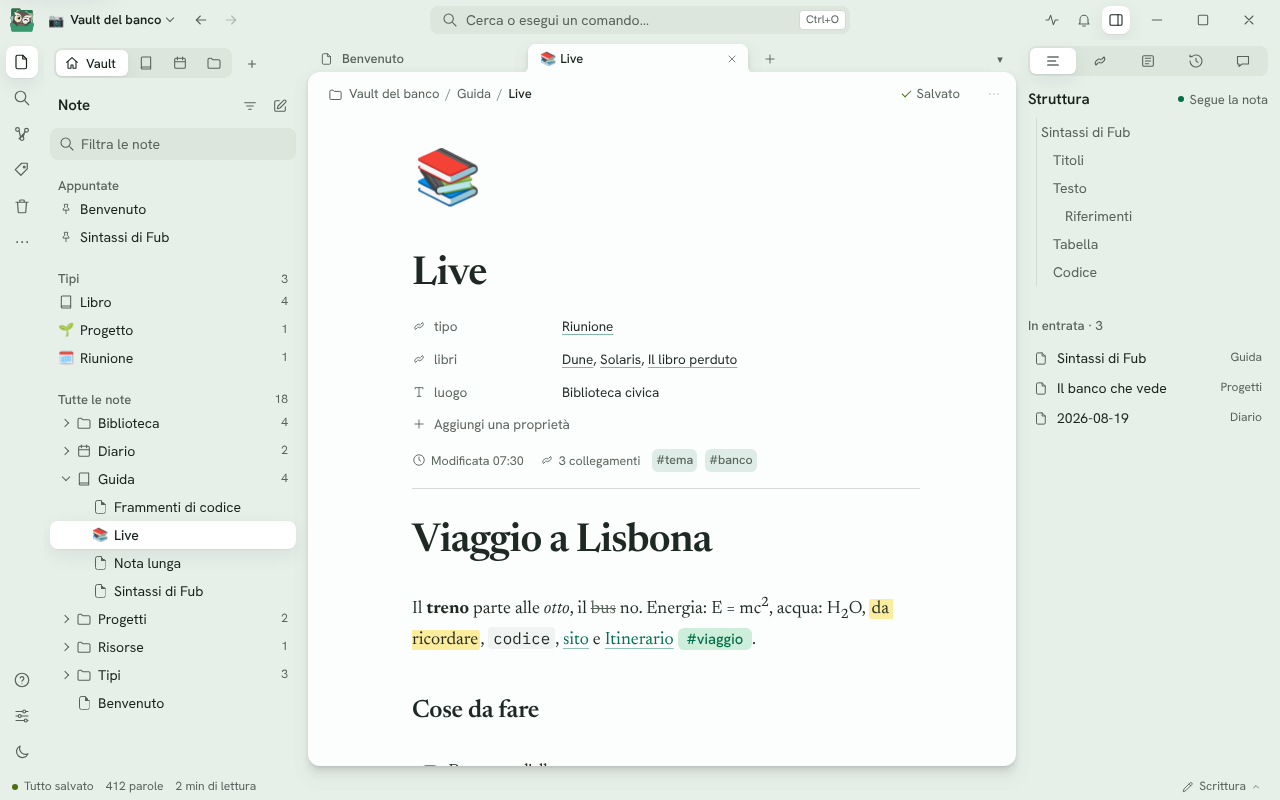 Vault del banco
Cerca o esegui un comando...
Ctrl+O
Vault
Benvenuto
Live
Note
Filtra le note
Appuntate
Benvenuto
Sintassi di Fub
Tipi 3
Libro 4
Progetto 1
Riunione 1
Tutte le note 18
Biblioteca 4
Diario 2
Guida 4
Frammenti di codice
Live
Nota lunga
Sintassi di Fub
Progetti 2
Risorse 1
Tipi 3
Benvenuto
Vault del banco / Guida / Live
Salvato
Live
tipo Riunione
libri Dune, Solaris, Il libro perduto
luogo Biblioteca civica
Aggiungi una proprietà
Modificata 07:30 3 collegamenti #tema #banco
Viaggio a Lisbona
Il treno parte alle otto, il bus no. Energia: E = mc², acqua: H₂O, da
ricordare, codice, sito e Itinerario #viaggio.
Cose da fare
Struttura
Segue la nota
Sintassi di Fub
Titoli
Testo
Riferimenti
Tabella
Codice
In entrata · 3
Sintassi di Fub Guida
Il banco che vede Progetti
2026-08-19 Diario
Tutto salvato 412 parole 2 min di lettura
Scrittura